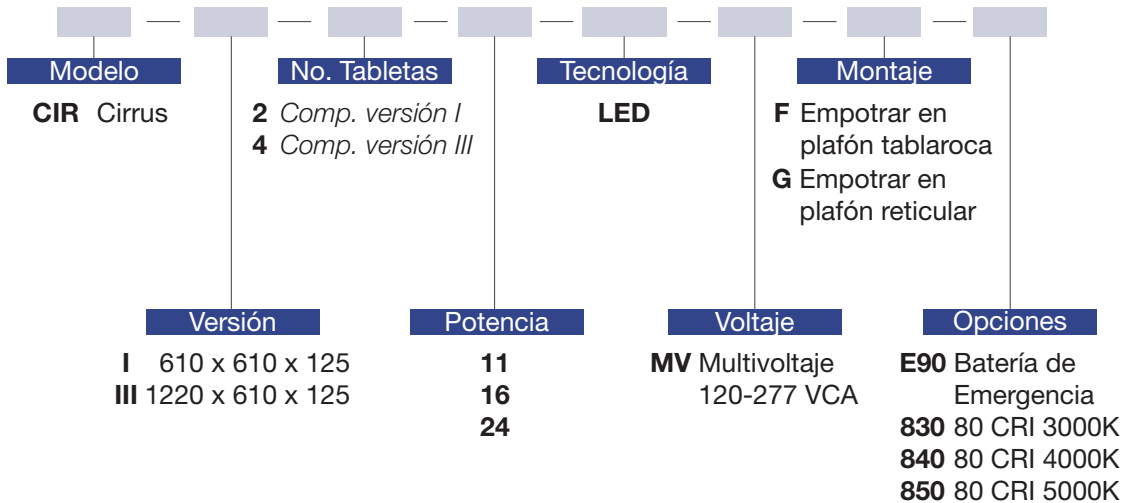 Modelo
CIR Cirrus
No. Tabletas
2 Comp. versión I
4 Comp. versión III
Tecnología
LED
Montaje
F Empotrar en
plafón tablaroca
G Empotrar en
plafón reticular
Versión
I 610 x 610 x 125
III 1220 x 610 x 125
Potencia
11
16
24
Voltaje
MV Multivoltaje
120-277 VCA
Opciones
E90 Batería de
Emergencia
830 80 CRI 3000K
840 80 CRI 4000K
850 80 CRI 5000K